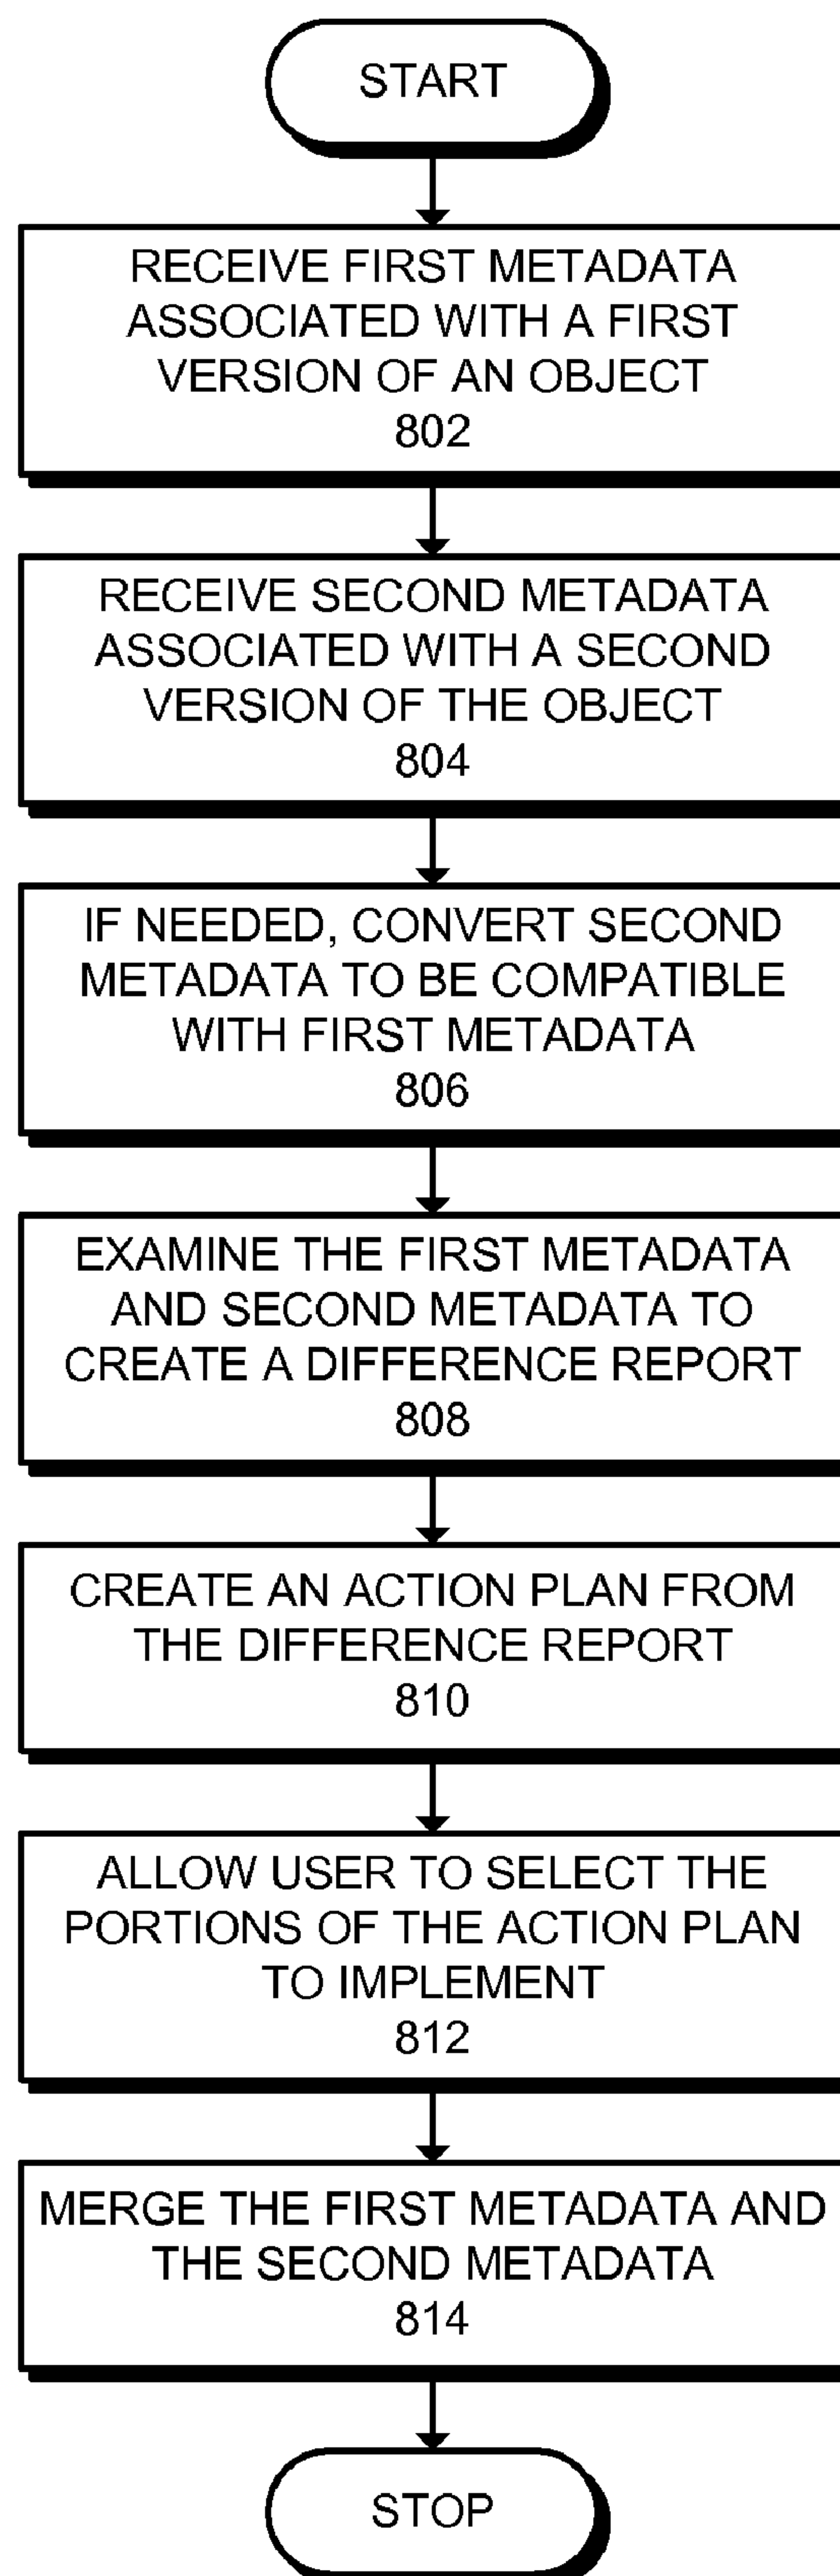 START
RECEIVE FIRST METADATA
ASSOCIATED WITH A FIRST
VERSION OF AN OBJECT
802
RECEIVE SECOND METADATA
ASSOCIATED WITH A SECOND
VERSION OF THE OBJECT
804
IF NEEDED, CONVERT SECOND
METADATA TO BE COMPATIBLE
WITH FIRST METADATA
806
EXAMINE THE FIRST METADATA
AND SECOND METADATA TO
CREATE A DIFFERENCE REPORT
808
CREATE AN ACTION PLAN FROM
THE DIFFERENCE REPORT
810
ALLOW USER TO SELECT THE
PORTIONS OF THE ACTION PLAN
TO IMPLEMENT
812
MERGE THE FIRST METADATA AND
THE SECOND METADATA
814
STOP